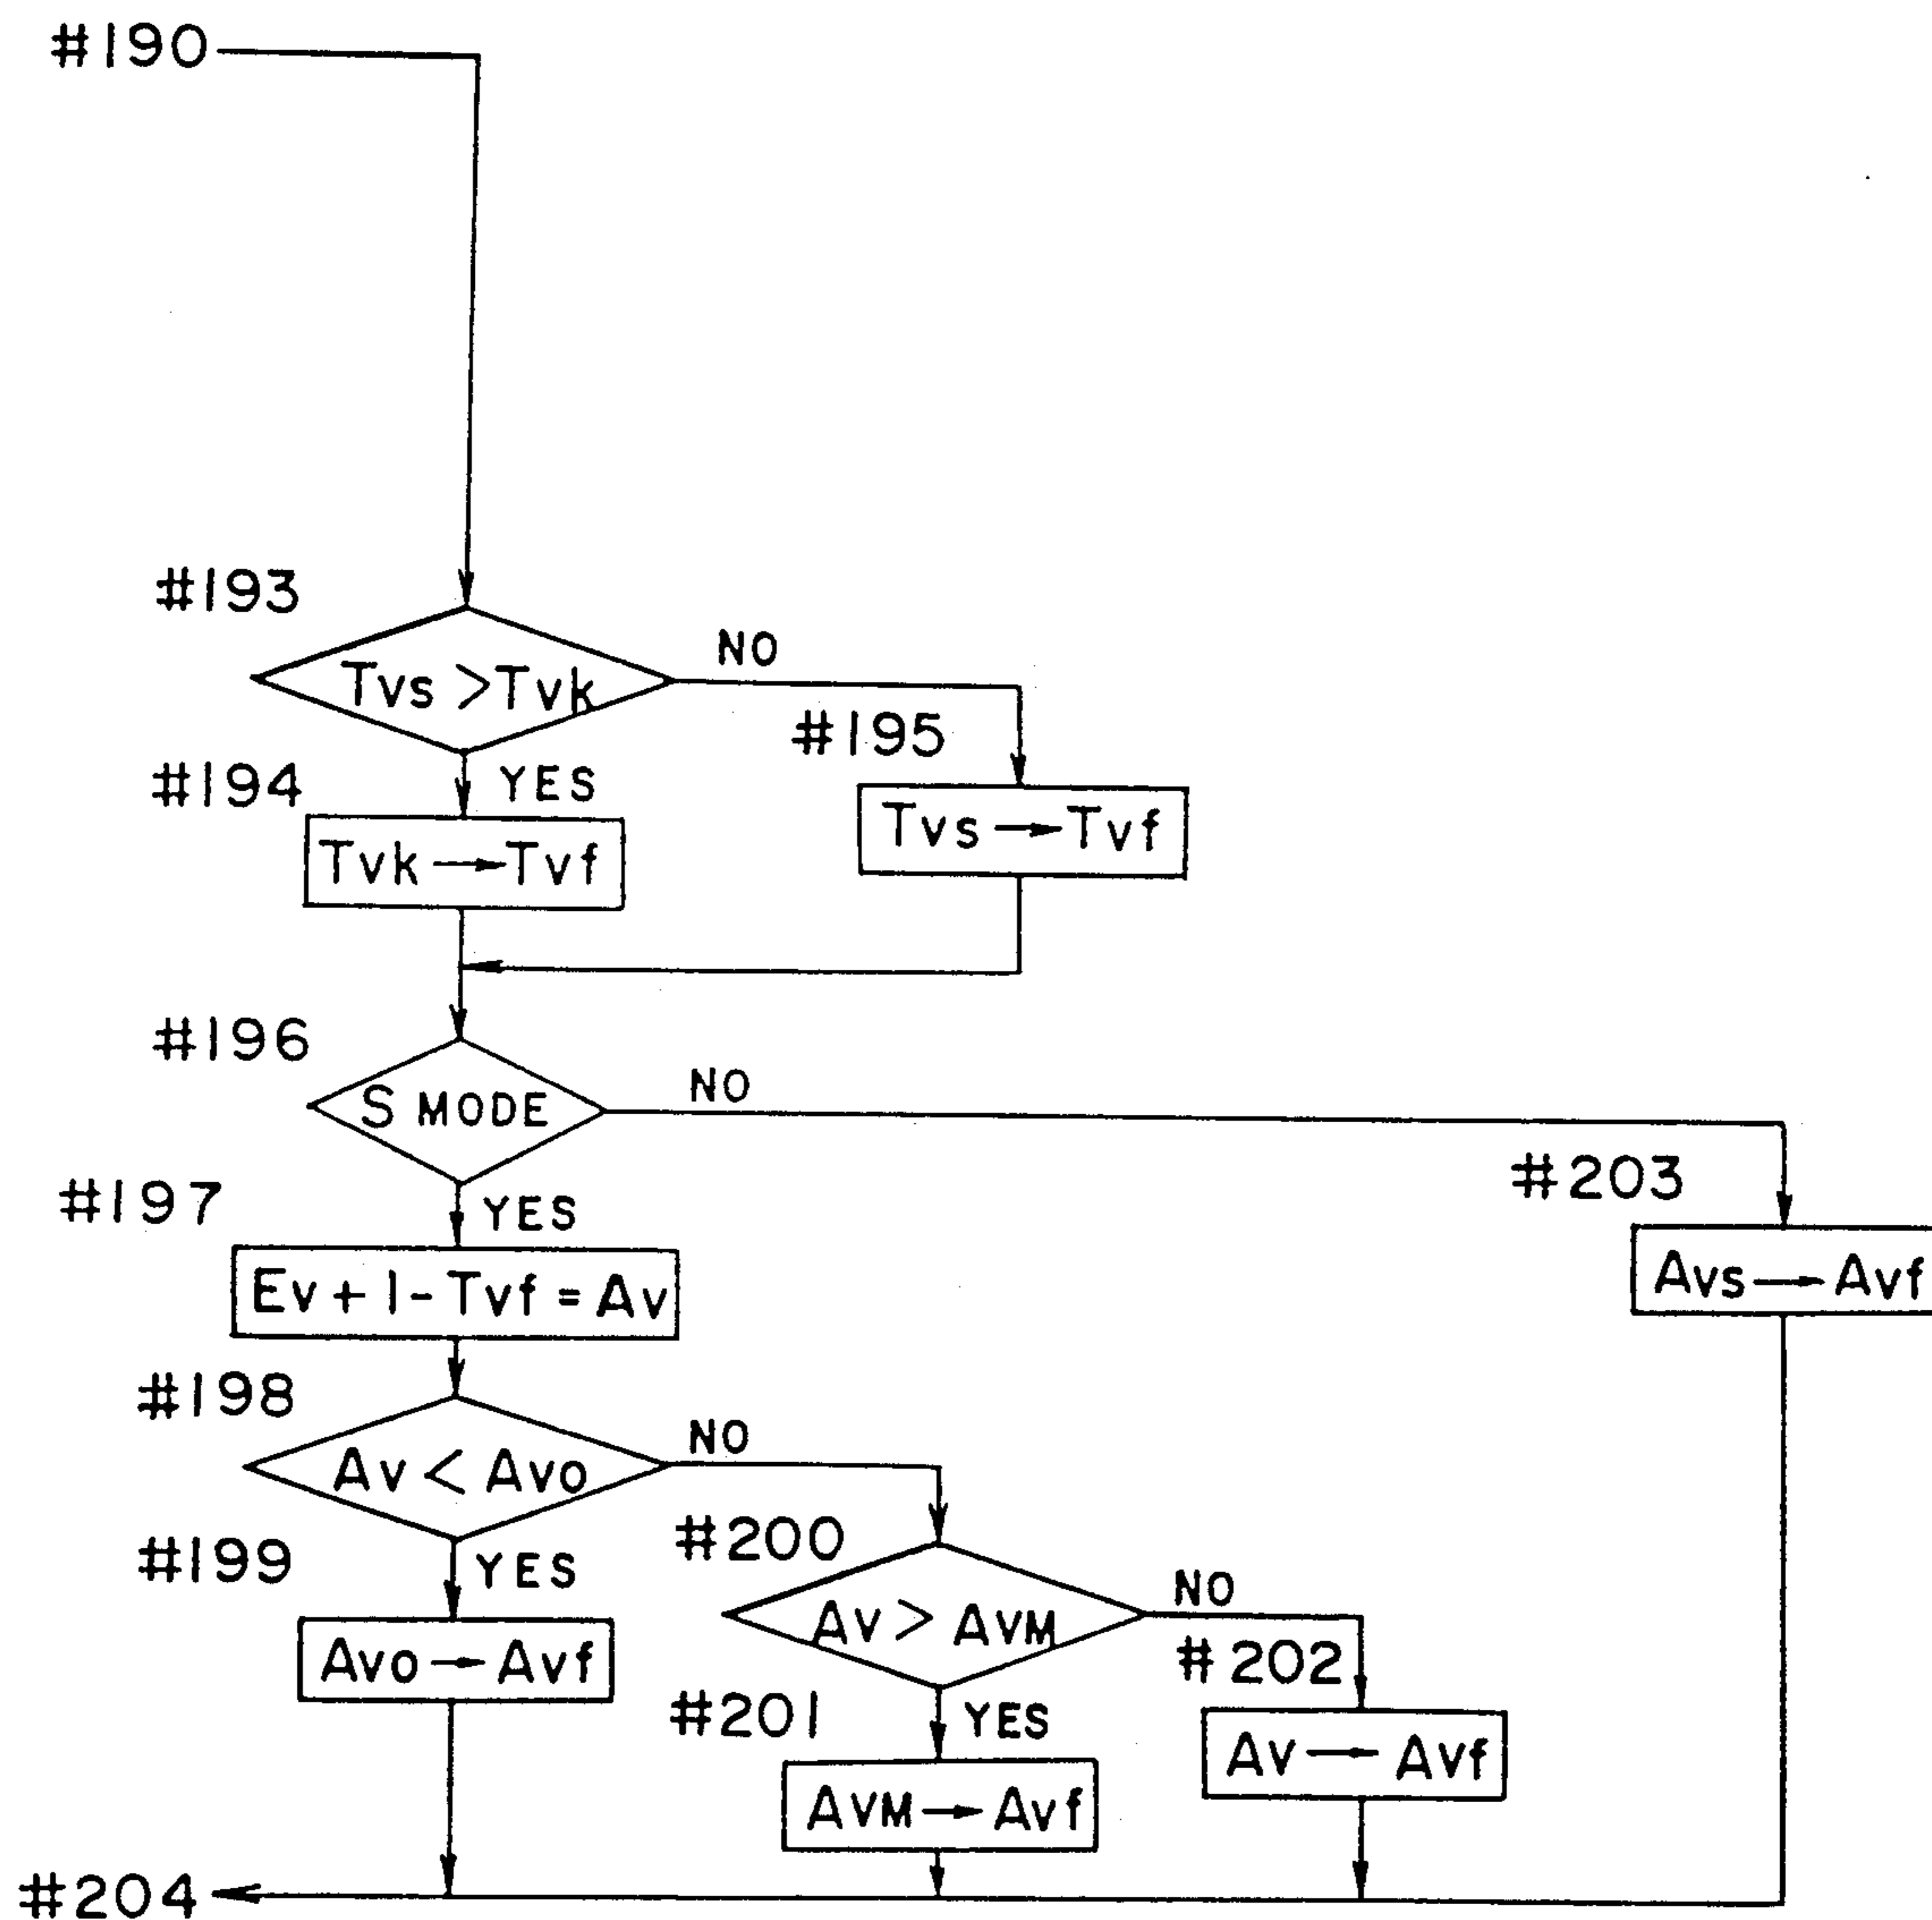 #190
#193
Tvs > Tvk
NO
#195
#194
YES
Tvs → Tvf
Tvk → Tvf
#196
S MODE
NO
#203
#197
YES
Avs → Avf
Ev + 1 - Tvf = Av
#198
Av < Avo
NO
#200
#199
YES
Av > AvM
NO
#202
Avo → Avf
#201
YES
Av → Avf
AvM → Avf
#204